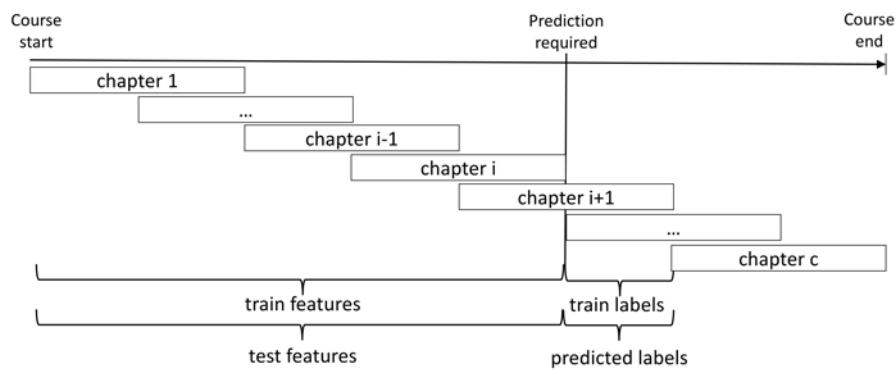 Course
start
Prediction
required
Course
end
chapter 1
...
chapter i-1
chapter i
chapter i+1
...
chapter c
train features
train labels
test features
predicted labels